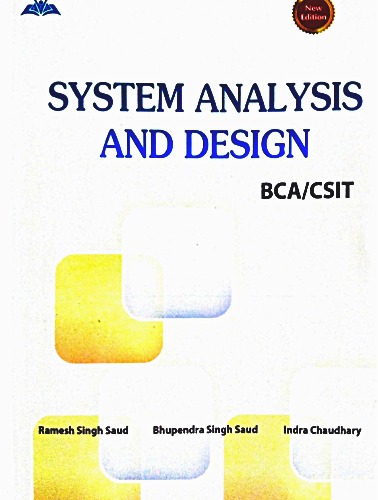 New
Edition
SYSTEM ANALYSIS
AND DESIGN
BCA/CSIT
Ramesh Singh Saud Bhupendra Singh Saud Indra Chaudhary